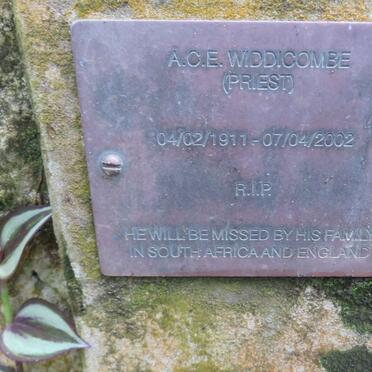 A.C.E. WIDDICOMBE
(PRIEST)
04/02/1911 - 07/04/2002
R.I.P.
HE WILL BE MISSED BY HIS FAMILY
IN SOUTH AFRICA AND ENGLAND